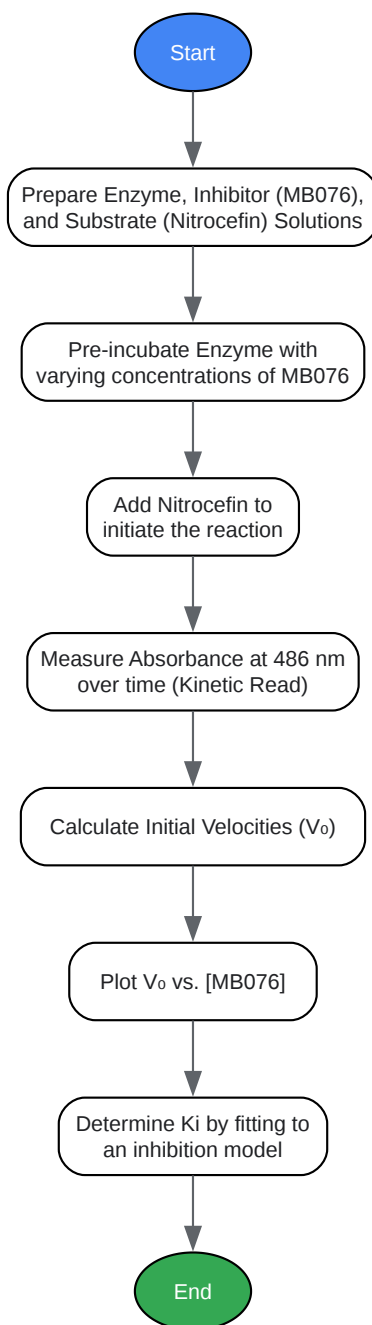 Start
Prepare Enzyme, Inhibitor (MB076),
and Substrate (Nitrocefin) Solutions
Pre-incubate Enzyme with
varying concentrations of MB076
Add Nitrocefin to
initiate the reaction
Measure Absorbance at 486 nm
over time (Kinetic Read)
Calculate Initial Velocities (V₀)
Plot V₀ vs. [MB076]
Determine Ki by fitting to
an inhibition model
End